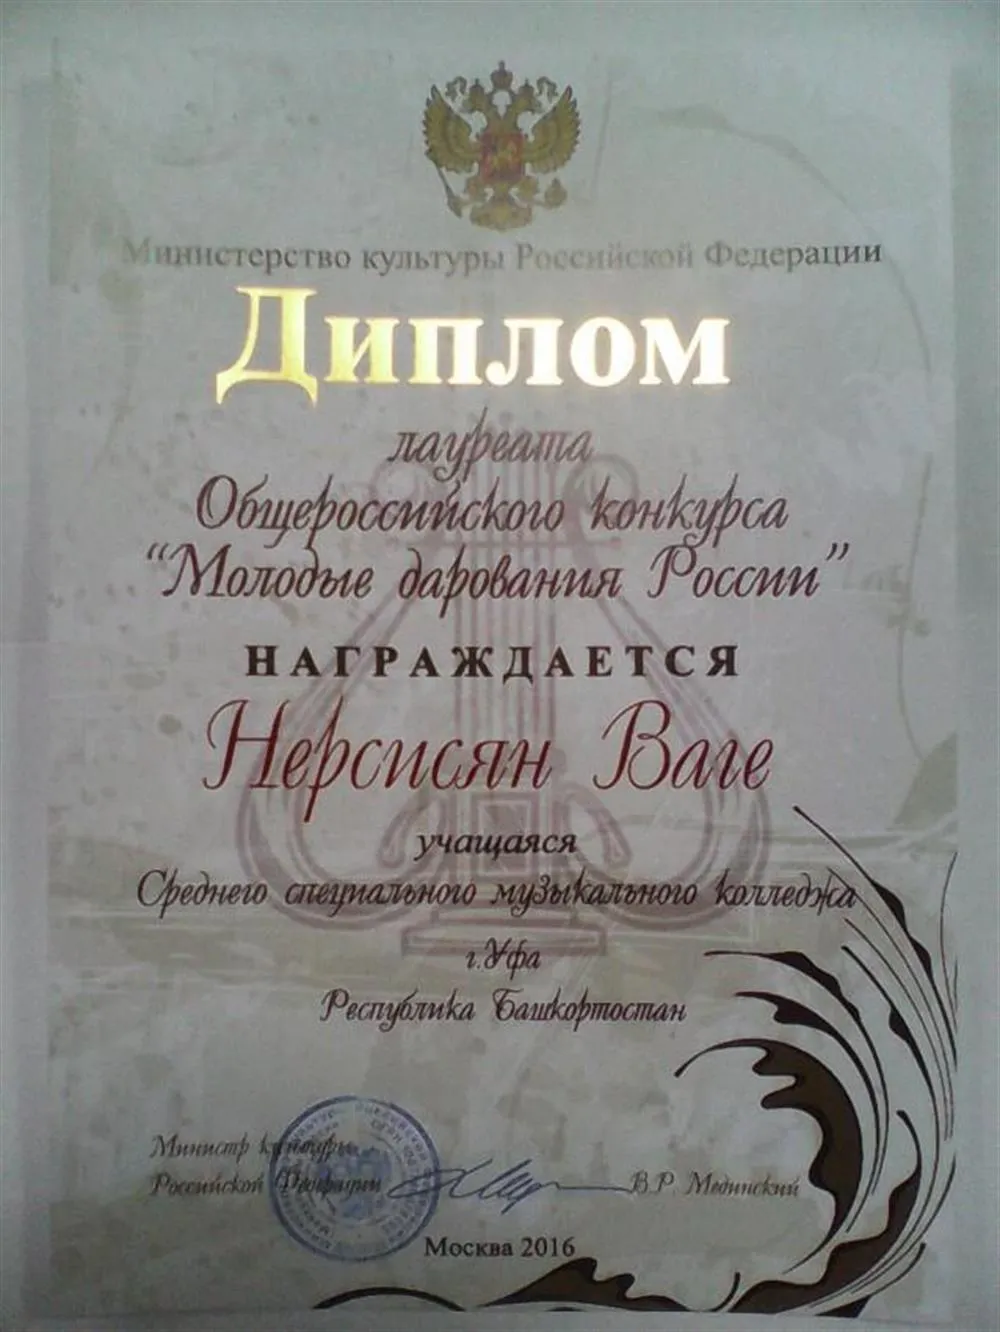 Министерство культуры Российской Федерации
Диплом
лауреата
Общероссийского конкурса
“Молодые дарования России”
НАГРАЖДАЕТСЯ
Нерсисян Ваге
учащаяся
Среднего специального музыкального колледжа
г.Уфа
Республика Башкортостан
Министр культуры
Российской Федерации В.Р. Мединский
Москва 2016